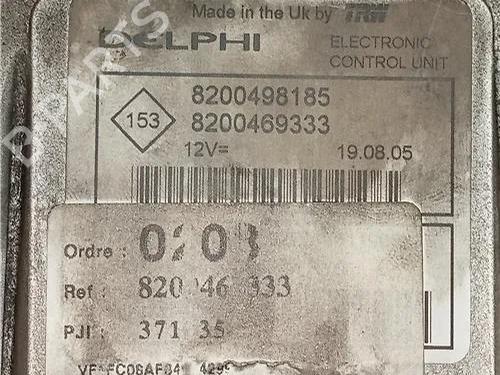 Made in the Uk by TRW
DELPHI
ELECTRONIC
CONTROL UNIT
153
8200498185
8200469333
12V=
19.08.05
Ordre :
Ref :
PJI :
B-PARTS